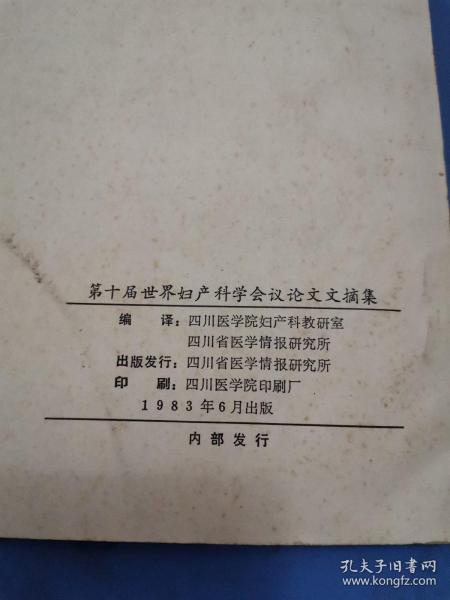 第十届世界妇产科学会议论文文摘集
编　　译：四川医学院妇产科教研室
四川省医学情报研究所
出版发行：四川省医学情报研究所
印　　刷：四川医学院印刷厂
1983年6月出版
内部发行
孔夫子旧书网
www.kongfz.com